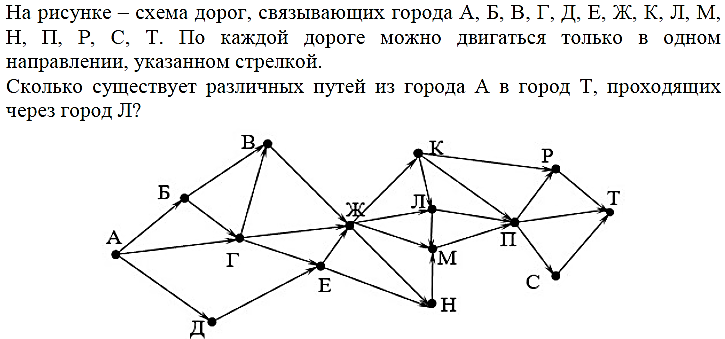 На рисунке – схема дорог, связывающих города А, Б, В, Г, Д, Е, Ж, К, Л, М,
Н, П, Р, С, Т. По каждой дороге можно двигаться только в одном
направлении, указанном стрелкой.
Сколько существует различных путей из города А в город Т, проходящих
через город Л?
В
К
Р
Б
Ж
Л
Т
А
Г
П
М
Е
С
Н
Д